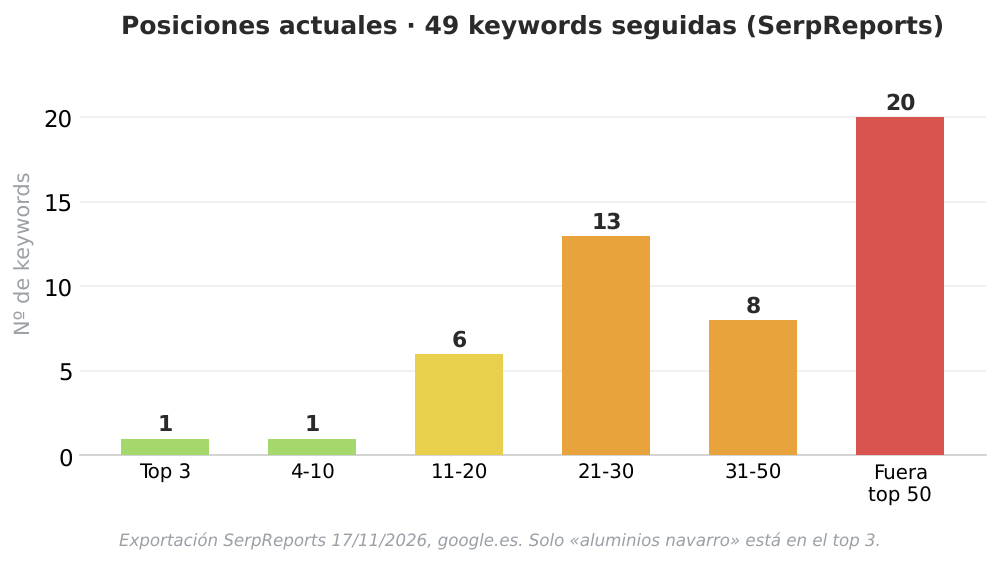 Posiciones actuales · 49 keywords seguidas (SerpReports)
Nº de keywords
20
15
10
5
0
1
1
6
13
8
20
Top 3
4-10
11-20
21-30
31-50
Fuera
top 50
Exportación SerpReports 17/11/2026, google.es. Solo «aluminios navarro» está en el top 3.